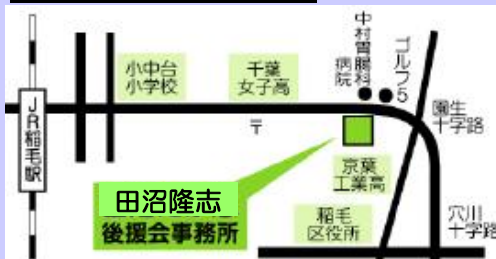 JR稲毛駅
小中台
小学校
千葉
女子高
中村胃腸科
病院
ゴルフ5
園生
十字路
〒
京葉
工業高
田沼隆志
後援会事務所
稲毛
区役所
穴川
十字路